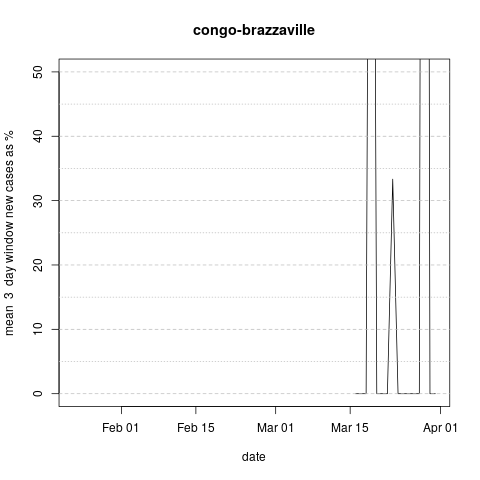 congo-brazzaville
mean 3 day window new cases as %
50
40
30
20
10
0
Feb 01 Feb 15 Mar 01 Mar 15 Apr 01
date